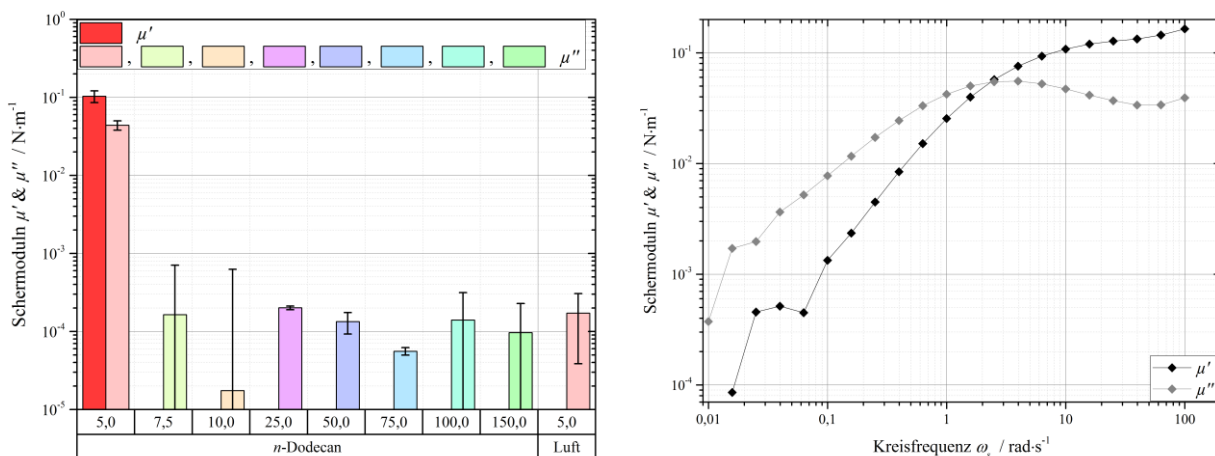 Schermoduln μ' & μ'' / N·m⁻¹
10⁰
10⁻¹
10⁻²
10⁻³
10⁻⁴
10⁻⁵
μ'
, , , , , , , μ''
5,0 7,5 10,0 25,0 50,0 75,0 100,0 150,0 5,0
n-Dodecan Luft
Schermoduln μ' & μ'' / N·m⁻¹
10⁻¹
10⁻²
10⁻³
10⁻⁴
μ'
μ''
0,01 0,1 1 10 100
Kreisfrequenz ωₛ / rad·s⁻¹